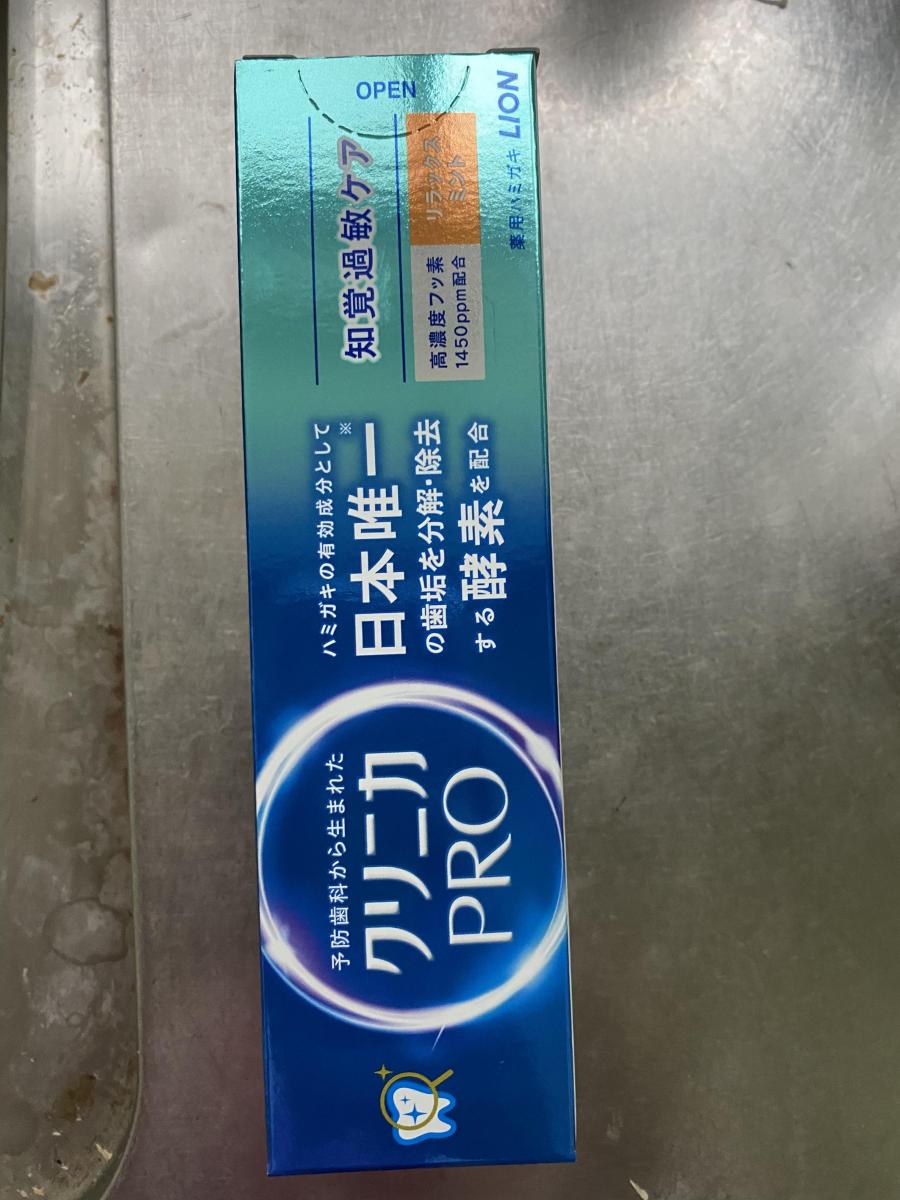 予防歯科から生まれた
クリニカ
PRO
ハミガキの有効成分として
日本唯一※
の歯垢を分解・除去
する酵素を配合
OPEN
知覚過敏ケア
高濃度フッ素
1450ppm配合
リラックス
ミント
薬用ハミガキ LION